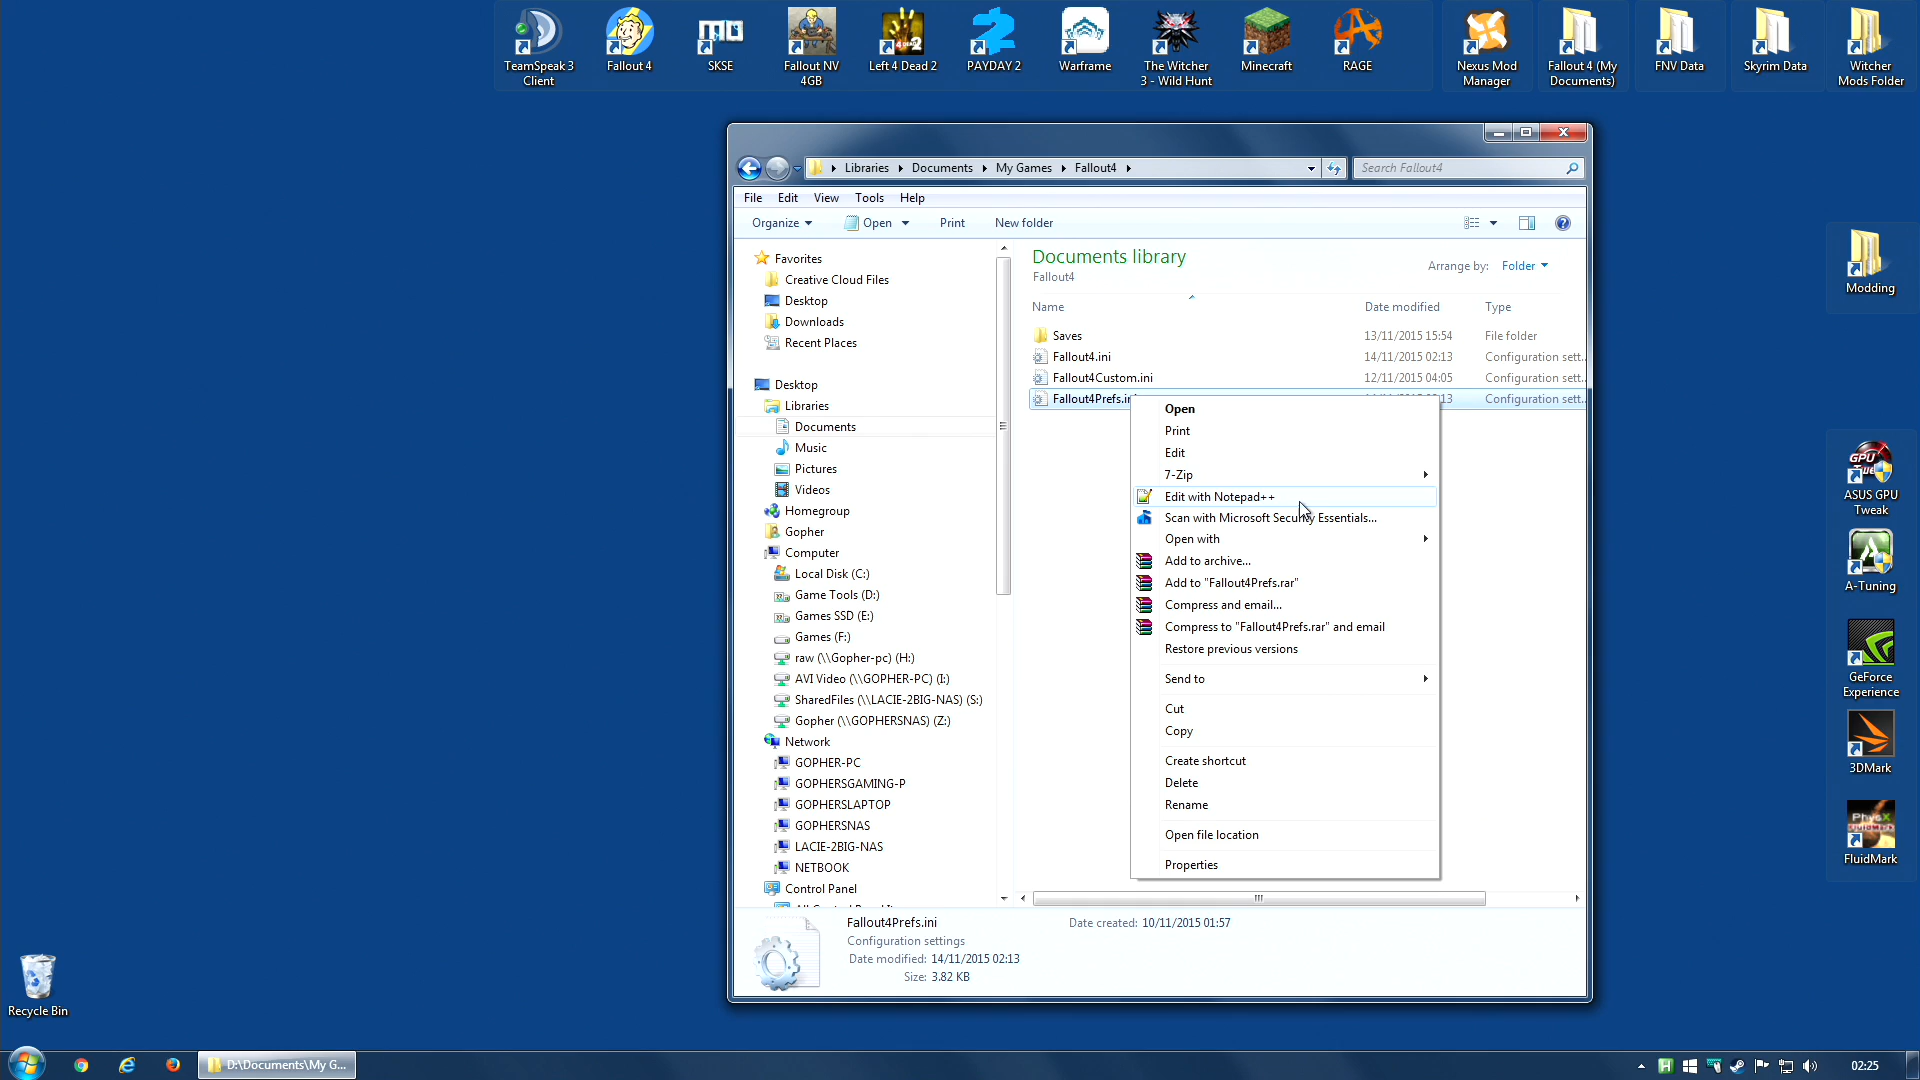 TeamSpeak 3
Client
Fallout 4
SKSE
Fallout NV
4GB
Left 4 Dead 2
PAYDAY 2
Warframe
The Witcher
3 - Wild Hunt
Minecraft
RAGE
Nexus Mod
Manager
Fallout 4 (My
Documents)
FNV Data
Skyrim Data
Witcher
Mods Folder
Modding
ASUS GPU
Tweak
A-Tuning
GeForce
Experience
3DMark
FluidMark
Recycle Bin
Libraries Documents My Games Fallout4
Search Fallout4
File Edit View Tools Help
Organize Open Print New folder
Favorites
Creative Cloud Files
Desktop
Downloads
Recent Places
Desktop
Libraries
Documents
Music
Pictures
Videos
Homegroup
Gopher
Computer
Local Disk (C:)
Game Tools (D:)
Games SSD (E:)
Games (F:)
raw (\\Gopher-pc) (H:)
AVI Video (\\GOPHER-PC) (I:)
SharedFiles (\\LACIE-2BIG-NAS) (S:)
Gopher (\\GOPHERSNAS) (Z:)
Network
GOPHER-PC
GOPHERSGAMING-P
GOPHERSLAPTOP
GOPHERSNAS
LACIE-2BIG-NAS
NETBOOK
Control Panel
Documents library
Fallout4
Arrange by: Folder
Name Date modified Type
Saves 13/11/2015 15:54 File folder
Fallout4.ini 14/11/2015 02:13 Configuration sett...
Fallout4Custom.ini 12/11/2015 04:05 Configuration sett...
Fallout4Prefs.in 13 Configuration sett...
Open
Print
Edit
7-Zip
Edit with Notepad++
Scan with Microsoft Security Essentials...
Open with
Add to archive...
Add to "Fallout4Prefs.rar"
Compress and email...
Compress to "Fallout4Prefs.rar" and email
Restore previous versions
Send to
Cut
Copy
Create shortcut
Delete
Rename
Open file location
Properties
Fallout4Prefs.ini Date created: 10/11/2015 01:57
Configuration settings
Date modified: 14/11/2015 02:13
Size: 3.82 KB
D:\Documents\My G...
02:25